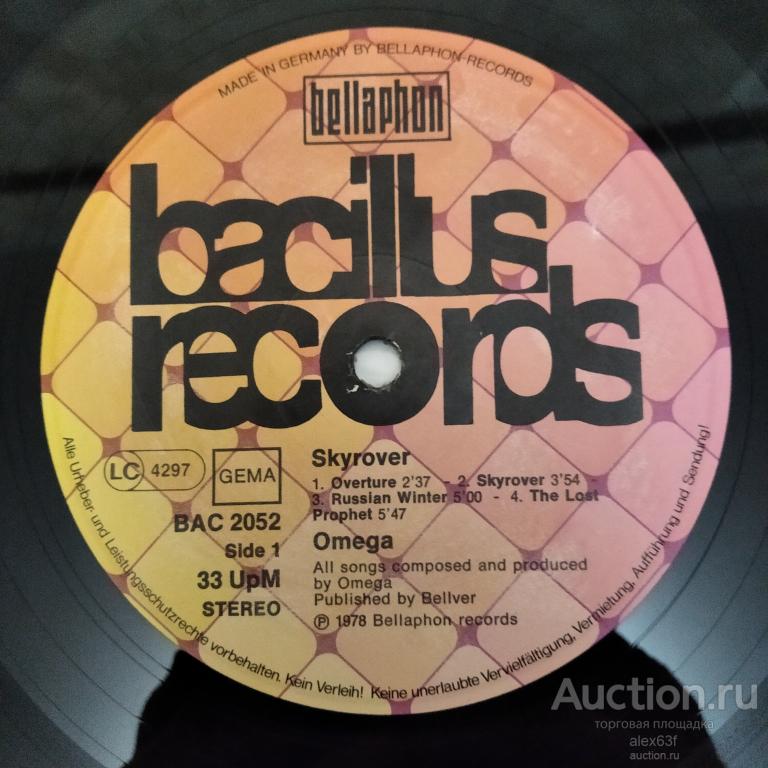 MADE IN GERMANY BY BELLAPHON-RECORDS
bellaphon
bacillus
records
LC 4297
GEMA
BAC 2052
Side 1
33 UpM
STEREO
Skyrover
1. Overture 2'37 - 2. Skyrover 3'54 -
3. Russian Winter 5'00 - 4. The Lost
Prophet 5'47
Omega
All songs composed and produced
by Omega
Published by Bellver
Ⓟ 1978 Bellaphon records
Alle Urheber- und Leistungsschutzrechte vorbehalten. Kein Verleih! Keine unerlaubte Vervielfältigung, Vermietung, Aufführung und Sendung!
Auction.ru
торговая площадка
alex63f
auction.ru